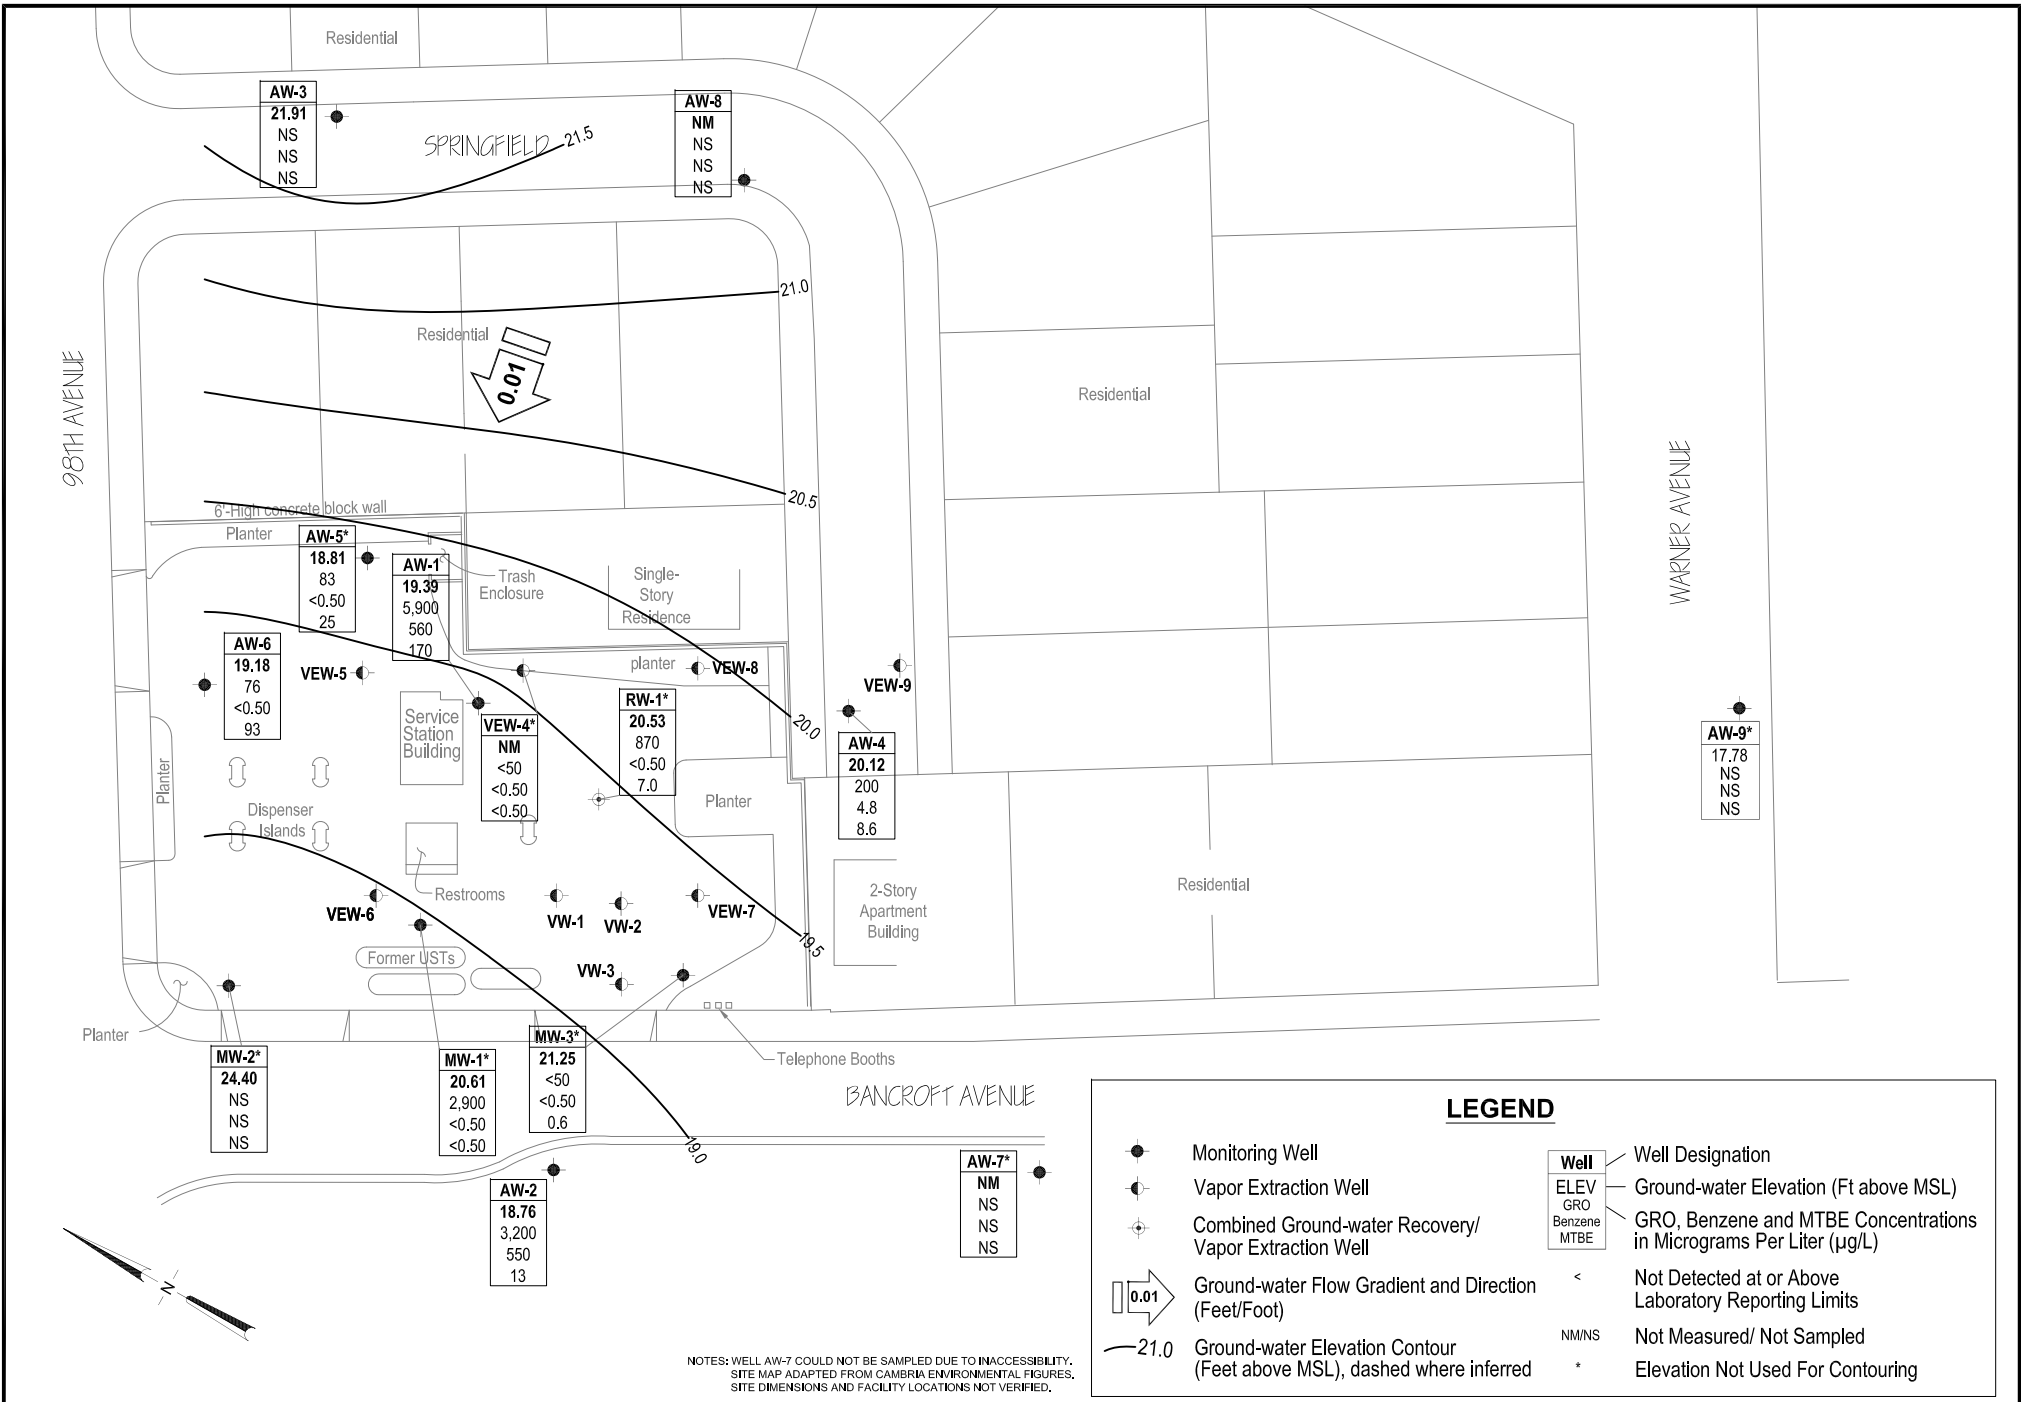 Residential
AW-3
21.91
NS
NS
NS
AW-8
NM
NS
NS
NS
SPRINGFIELD
21.5
21.0
Residential
0.01
98TH AVENUE
Residential
WARNER AVENUE
20.5
6'-High concrete block wall
Planter
AW-5*
18.81
83
<0.50
25
AW-1
19.39
5,900
560
170
Trash
Enclosure
Single-
Story
Residence
AW-6
19.18
76
<0.50
93
VEW-5
planter
VEW-8
VEW-9
Service
Station
Building
VEW-4*
NM
<50
<0.50
<0.50
RW-1*
20.53
870
<0.50
7.0
20.0
AW-4
20.12
200
4.8
8.6
AW-9*
17.78
NS
NS
NS
Planter
Planter
Dispenser
Islands
Restrooms
VEW-6
VW-1
VW-2
VEW-7
2-Story
Apartment
Building
Residential
19.5
Former USTs
VW-3
Planter
MW-2*
24.40
NS
NS
NS
MW-1*
20.61
2,900
<0.50
<0.50
MW-3*
21.25
<50
<0.50
0.6
Telephone Booths
BANCROFT AVENUE
19.0
AW-2
18.76
3,200
550
13
AW-7*
NM
NS
NS
NS
N
LEGEND
Monitoring Well
Vapor Extraction Well
Combined Ground-water Recovery/
Vapor Extraction Well
0.01
Ground-water Flow Gradient and Direction
(Feet/Foot)
21.0
Ground-water Elevation Contour
(Feet above MSL), dashed where inferred
Well
ELEV
GRO
Benzene
MTBE
Well Designation
Ground-water Elevation (Ft above MSL)
GRO, Benzene and MTBE Concentrations
in Micrograms Per Liter (µg/L)
< Not Detected at or Above
Laboratory Reporting Limits
NM/NS Not Measured/ Not Sampled
* Elevation Not Used For Contouring
NOTES: WELL AW-7 COULD NOT BE SAMPLED DUE TO INACCESSIBILITY.
SITE MAP ADAPTED FROM CAMBRIA ENVIRONMENTAL FIGURES.
SITE DIMENSIONS AND FACILITY LOCATIONS NOT VERIFIED.